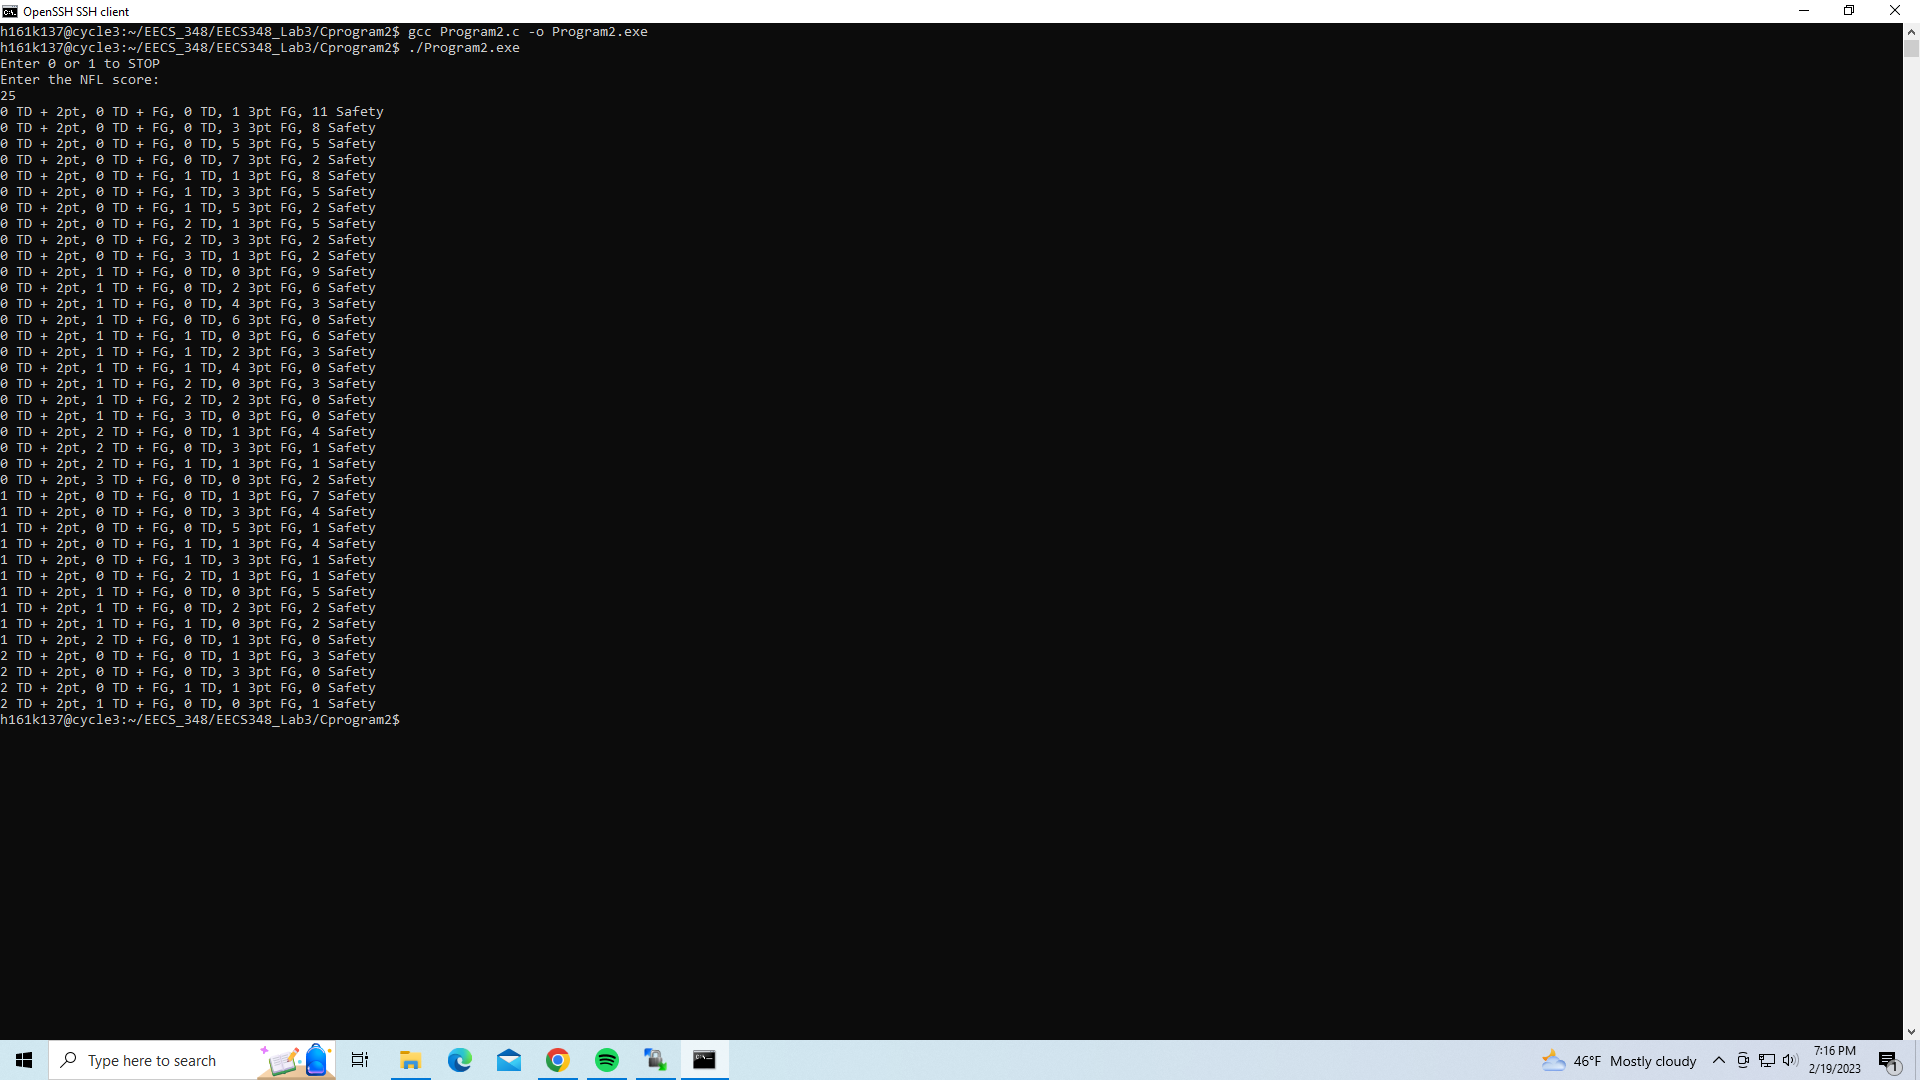 OpenSSH SSH client
h161k137@cycle3:~/EECS_348/EECS348_Lab3/Cprogram2$ gcc Program2.c -o Program2.exe
h161k137@cycle3:~/EECS_348/EECS348_Lab3/Cprogram2$ ./Program2.exe
Enter 0 or 1 to STOP
Enter the NFL score:
25
0 TD + 2pt, 0 TD + FG, 0 TD, 1 3pt FG, 11 Safety
0 TD + 2pt, 0 TD + FG, 0 TD, 3 3pt FG, 8 Safety
0 TD + 2pt, 0 TD + FG, 0 TD, 5 3pt FG, 5 Safety
0 TD + 2pt, 0 TD + FG, 0 TD, 7 3pt FG, 2 Safety
0 TD + 2pt, 0 TD + FG, 1 TD, 1 3pt FG, 8 Safety
0 TD + 2pt, 0 TD + FG, 1 TD, 3 3pt FG, 5 Safety
0 TD + 2pt, 0 TD + FG, 1 TD, 5 3pt FG, 2 Safety
0 TD + 2pt, 0 TD + FG, 2 TD, 1 3pt FG, 5 Safety
0 TD + 2pt, 0 TD + FG, 2 TD, 3 3pt FG, 2 Safety
0 TD + 2pt, 0 TD + FG, 3 TD, 1 3pt FG, 2 Safety
0 TD + 2pt, 1 TD + FG, 0 TD, 0 3pt FG, 9 Safety
0 TD + 2pt, 1 TD + FG, 0 TD, 2 3pt FG, 6 Safety
0 TD + 2pt, 1 TD + FG, 0 TD, 4 3pt FG, 3 Safety
0 TD + 2pt, 1 TD + FG, 0 TD, 6 3pt FG, 0 Safety
0 TD + 2pt, 1 TD + FG, 1 TD, 0 3pt FG, 6 Safety
0 TD + 2pt, 1 TD + FG, 1 TD, 2 3pt FG, 3 Safety
0 TD + 2pt, 1 TD + FG, 1 TD, 4 3pt FG, 0 Safety
0 TD + 2pt, 1 TD + FG, 2 TD, 0 3pt FG, 3 Safety
0 TD + 2pt, 1 TD + FG, 2 TD, 2 3pt FG, 0 Safety
0 TD + 2pt, 1 TD + FG, 3 TD, 0 3pt FG, 0 Safety
0 TD + 2pt, 2 TD + FG, 0 TD, 1 3pt FG, 4 Safety
0 TD + 2pt, 2 TD + FG, 0 TD, 3 3pt FG, 1 Safety
0 TD + 2pt, 2 TD + FG, 1 TD, 1 3pt FG, 1 Safety
0 TD + 2pt, 3 TD + FG, 0 TD, 0 3pt FG, 2 Safety
1 TD + 2pt, 0 TD + FG, 0 TD, 1 3pt FG, 7 Safety
1 TD + 2pt, 0 TD + FG, 0 TD, 3 3pt FG, 4 Safety
1 TD + 2pt, 0 TD + FG, 0 TD, 5 3pt FG, 1 Safety
1 TD + 2pt, 0 TD + FG, 1 TD, 1 3pt FG, 4 Safety
1 TD + 2pt, 0 TD + FG, 1 TD, 3 3pt FG, 1 Safety
1 TD + 2pt, 0 TD + FG, 2 TD, 1 3pt FG, 1 Safety
1 TD + 2pt, 1 TD + FG, 0 TD, 0 3pt FG, 5 Safety
1 TD + 2pt, 1 TD + FG, 0 TD, 2 3pt FG, 2 Safety
1 TD + 2pt, 1 TD + FG, 1 TD, 0 3pt FG, 2 Safety
1 TD + 2pt, 2 TD + FG, 0 TD, 1 3pt FG, 0 Safety
2 TD + 2pt, 0 TD + FG, 0 TD, 1 3pt FG, 3 Safety
2 TD + 2pt, 0 TD + FG, 0 TD, 3 3pt FG, 0 Safety
2 TD + 2pt, 0 TD + FG, 1 TD, 1 3pt FG, 0 Safety
2 TD + 2pt, 1 TD + FG, 0 TD, 0 3pt FG, 1 Safety
h161k137@cycle3:~/EECS_348/EECS348_Lab3/Cprogram2$
Type here to search
46°F Mostly cloudy
7:16 PM
2/19/2023
1